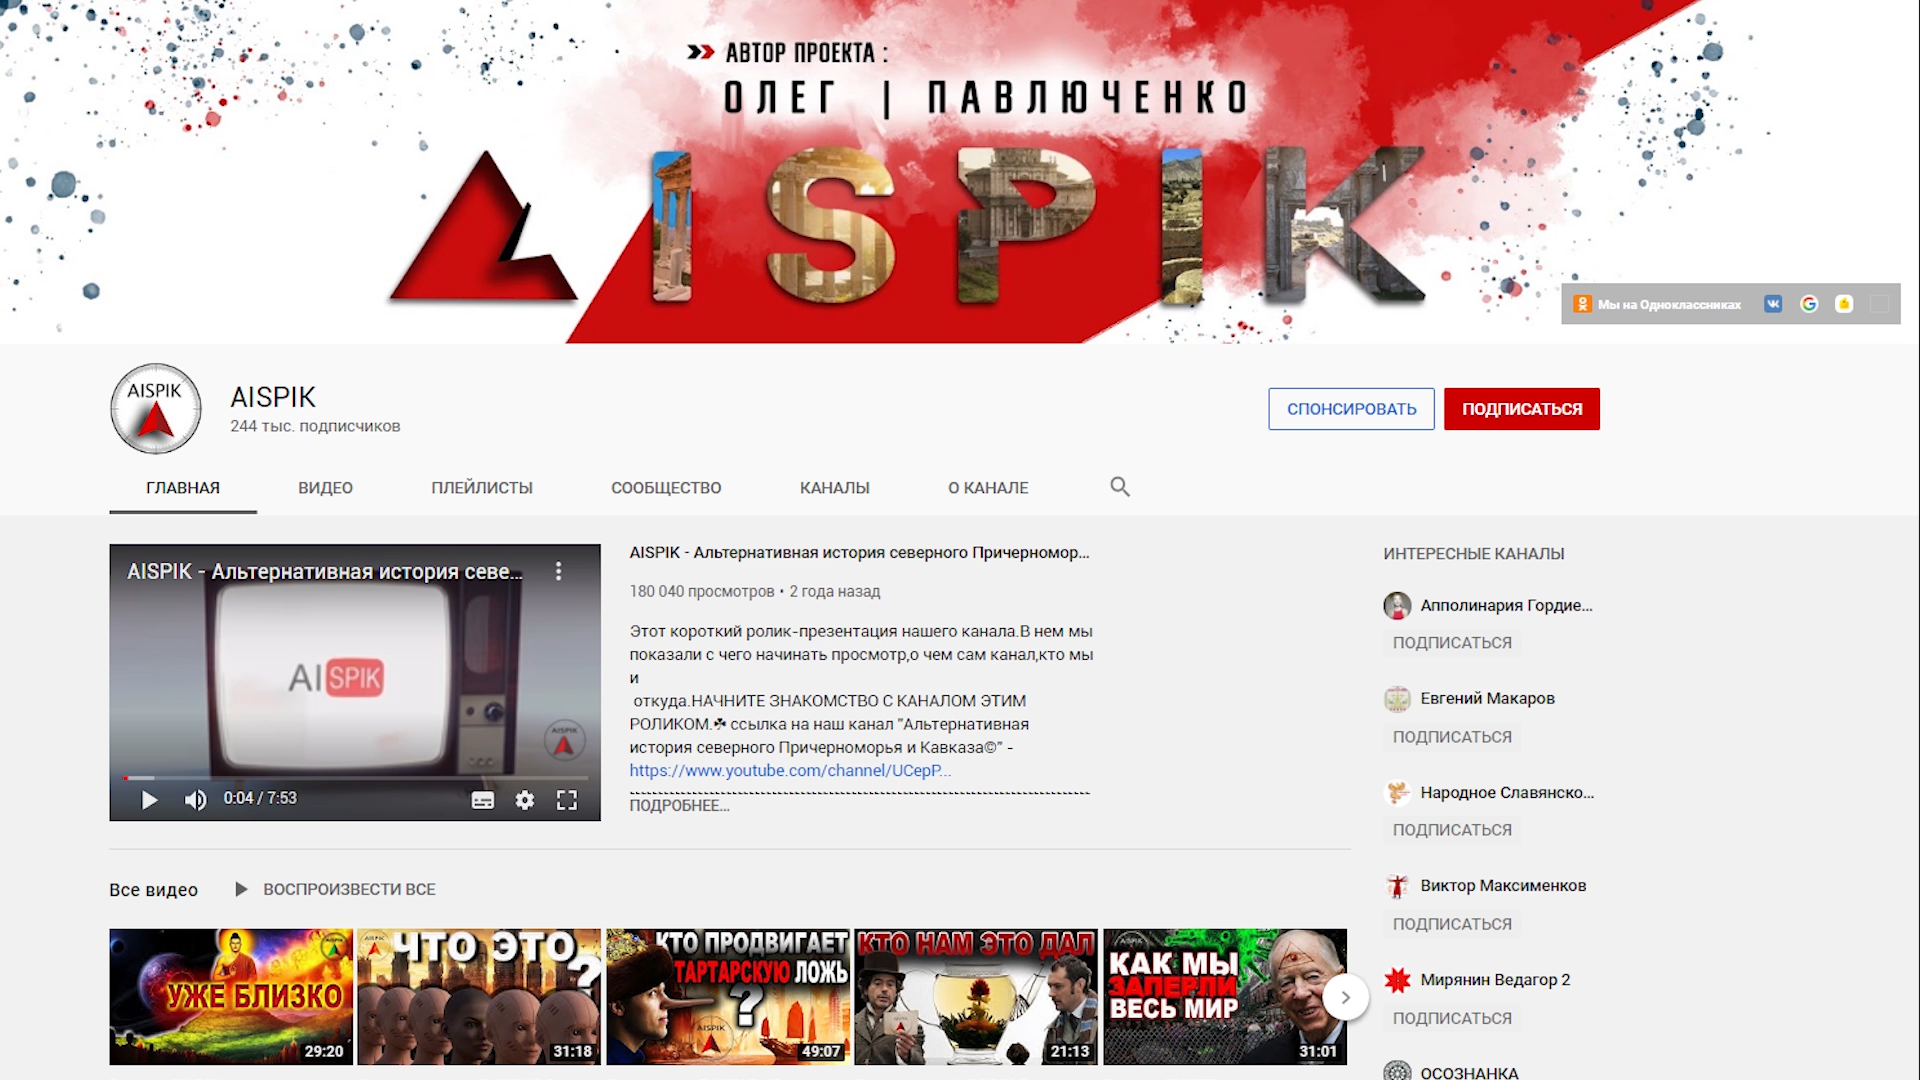 АВТОР ПРОЕКТА :
ОЛЕГ | ПАВЛЮЧЕНКО
AISPIK
Мы на Одноклассниках
AISPIK
AISPIK
244 тыс. подписчиков
СПОНСИРОВАТЬ
ПОДПИСАТЬСЯ
ГЛАВНАЯ
ВИДЕО
ПЛЕЙЛИСТЫ
СООБЩЕСТВО
КАНАЛЫ
О КАНАЛЕ
AISPIK - Альтернативная история севе...
AISPIK
AISPIK
0:04 / 7:53
AISPIK - Альтернативная история северного Причерномор...
180 040 просмотров • 2 года назад
Этот короткий ролик-презентация нашего канала.В нем мы
показали с чего начинать просмотр,о чем сам канал,кто мы
и
откуда.НАЧНИТЕ ЗНАКОМСТВО С КАНАЛОМ ЭТИМ
РОЛИКОМ.☘ ссылка на наш канал "Альтернативная
история северного Причерноморья и Кавказа©" -
https://www.youtube.com/channel/UCepP...
ПОДРОБНЕЕ...
Все видео
ВОСПРОИЗВЕСТИ ВСЕ
УЖЕ БЛИЗКО
29:20
ЧТО ЭТО
?
31:18
КТО ПРОДВИГАЕТ
ТАРТАРСКУЮ ЛОЖЬ
?
AISPIK
49:07
КТО НАМ ЭТО ДАЛ
21:13
AISPIK
КАК МЫ
ЗАПЕРЛИ
ВЕСЬ МИР
31:01
ИНТЕРЕСНЫЕ КАНАЛЫ
Апполинария Гордие...
ПОДПИСАТЬСЯ
Евгений Макаров
ПОДПИСАТЬСЯ
Народное Славянско...
ПОДПИСАТЬСЯ
Виктор Максименков
ПОДПИСАТЬСЯ
Мирянин Ведагор 2
ПОДПИСАТЬСЯ
ОСОЗНАНКА